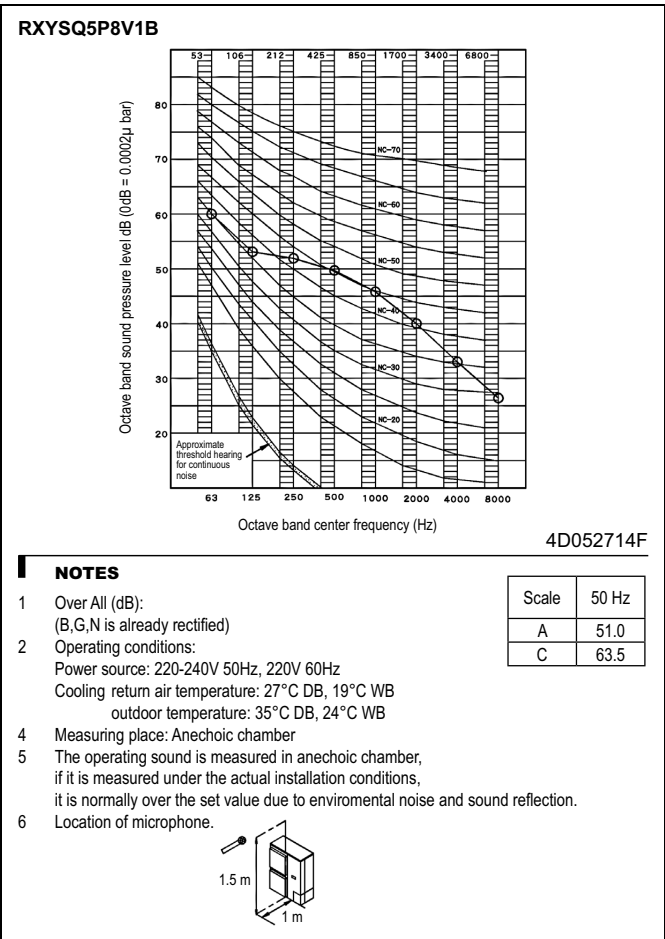 RXYSQ5P8V1B
53 106 212 425 850 1700 3400 6800
Octave band sound pressure level dB (0dB = 0.0002µ bar)
80
70
60
50
40
30
20
NC-70
NC-60
NC-50
NC-40
NC-30
NC-20
Approximate
threshold hearing
for continuous
noise
63 125 250 500 1000 2000 4000 8000
Octave band center frequency (Hz)
4D052714F
NOTES
Scale 50 Hz
A 51.0
C 63.5
1 Over All (dB):
(B,G,N is already rectified)
2 Operating conditions:
Power source: 220-240V 50Hz, 220V 60Hz
Cooling return air temperature: 27°C DB, 19°C WB
outdoor temperature: 35°C DB, 24°C WB
4 Measuring place: Anechoic chamber
5 The operating sound is measured in anechoic chamber,
if it is measured under the actual installation conditions,
it is normally over the set value due to enviromental noise and sound reflection.
6 Location of microphone.
1.5 m
1 m